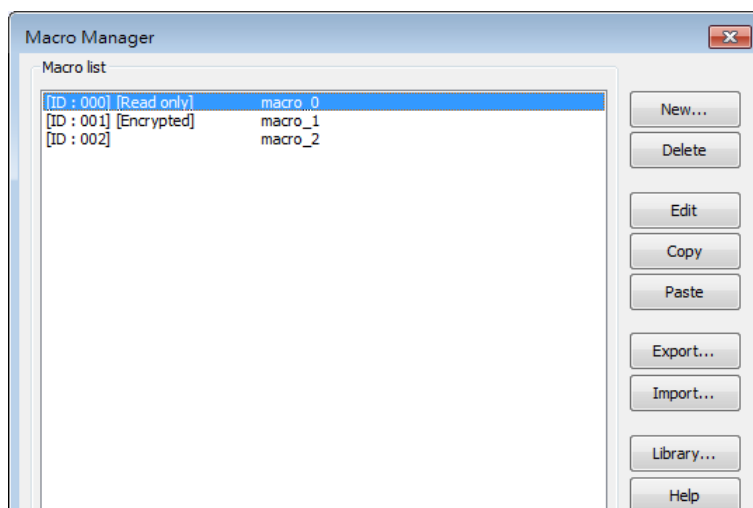 Macro Manager
Macro list
[ID : 000] [Read only] macro_0
[ID : 001] [Encrypted] macro_1
[ID : 002] macro_2
New...
Delete
Edit
Copy
Paste
Export...
Import...
Library...
Help